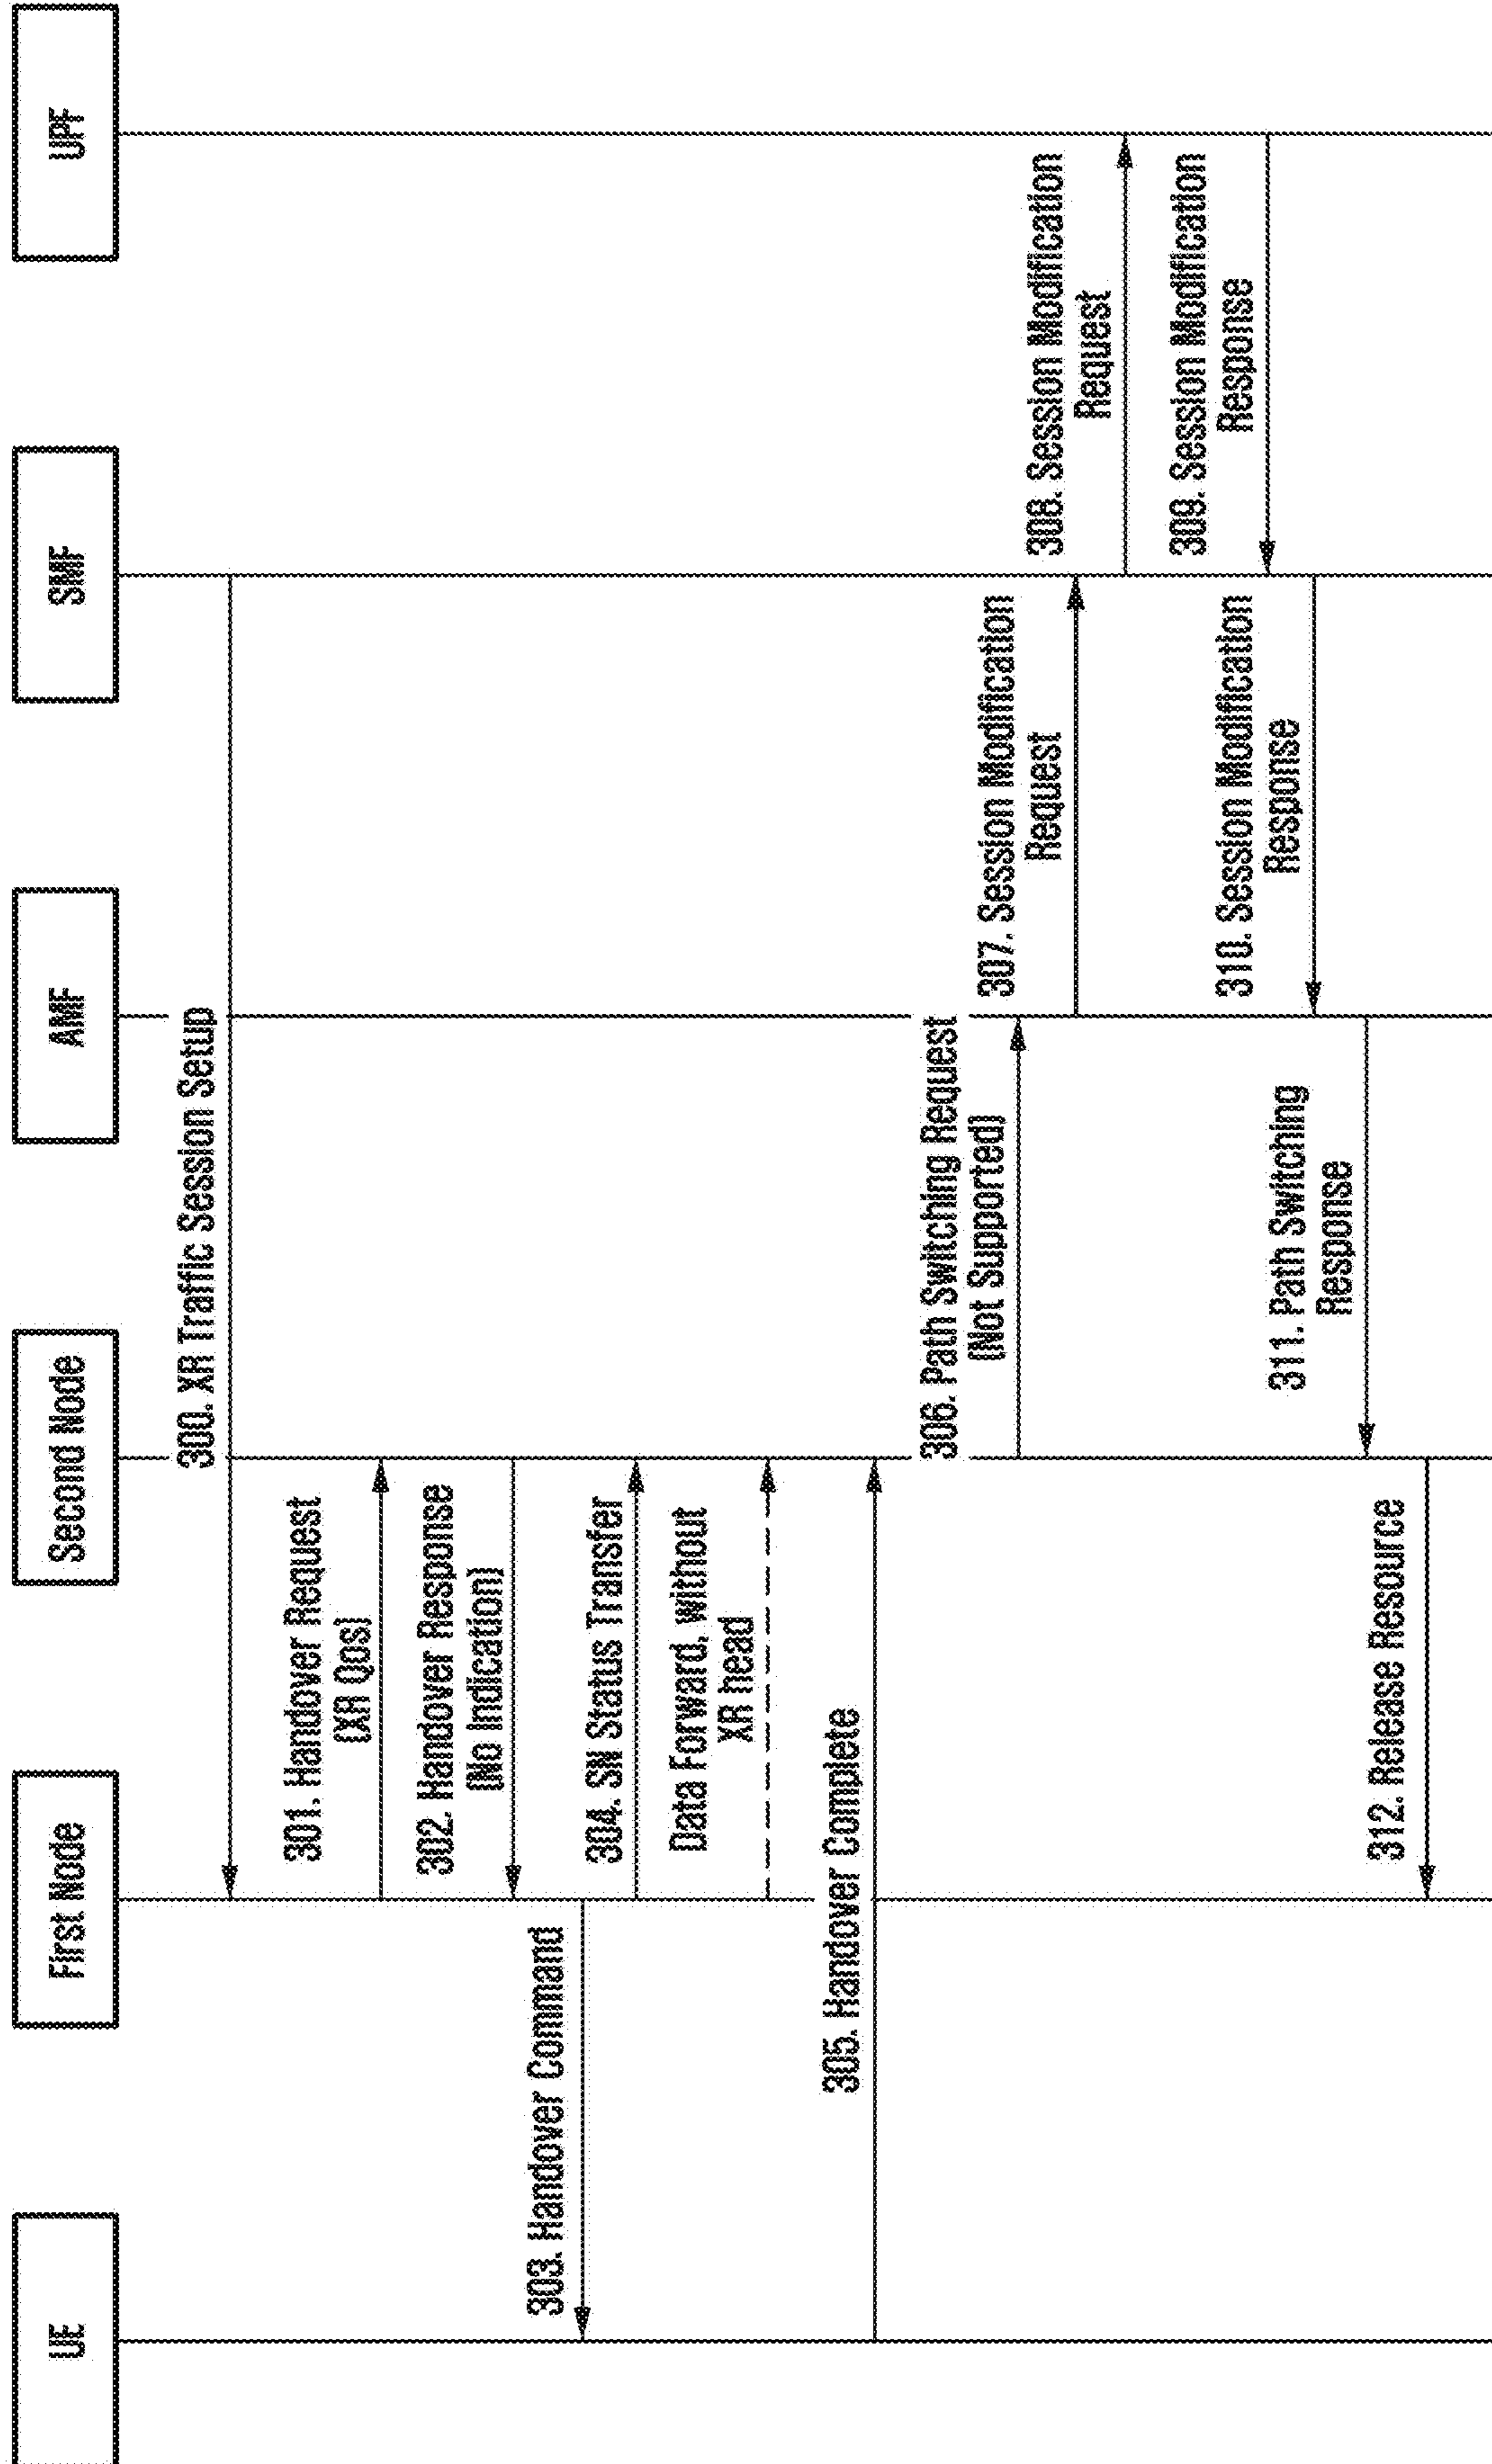 UE
First Node
Second Node
AMF
SMF
UPF
300. XR Traffic Session Setup
301. Handover Request
(XR Qos)
302. Handover Response
(No Indication)
303. Handover Command
304. SN Status Transfer
Data Forward, without
XR head
305. Handover Complete
306. Path Switching Request
(Not Supported)
307. Session Modification
Request
308. Session Modification
Request
309. Session Modification
Response
310. Session Modification
Response
311. Path Switching
Response
312. Release Resource